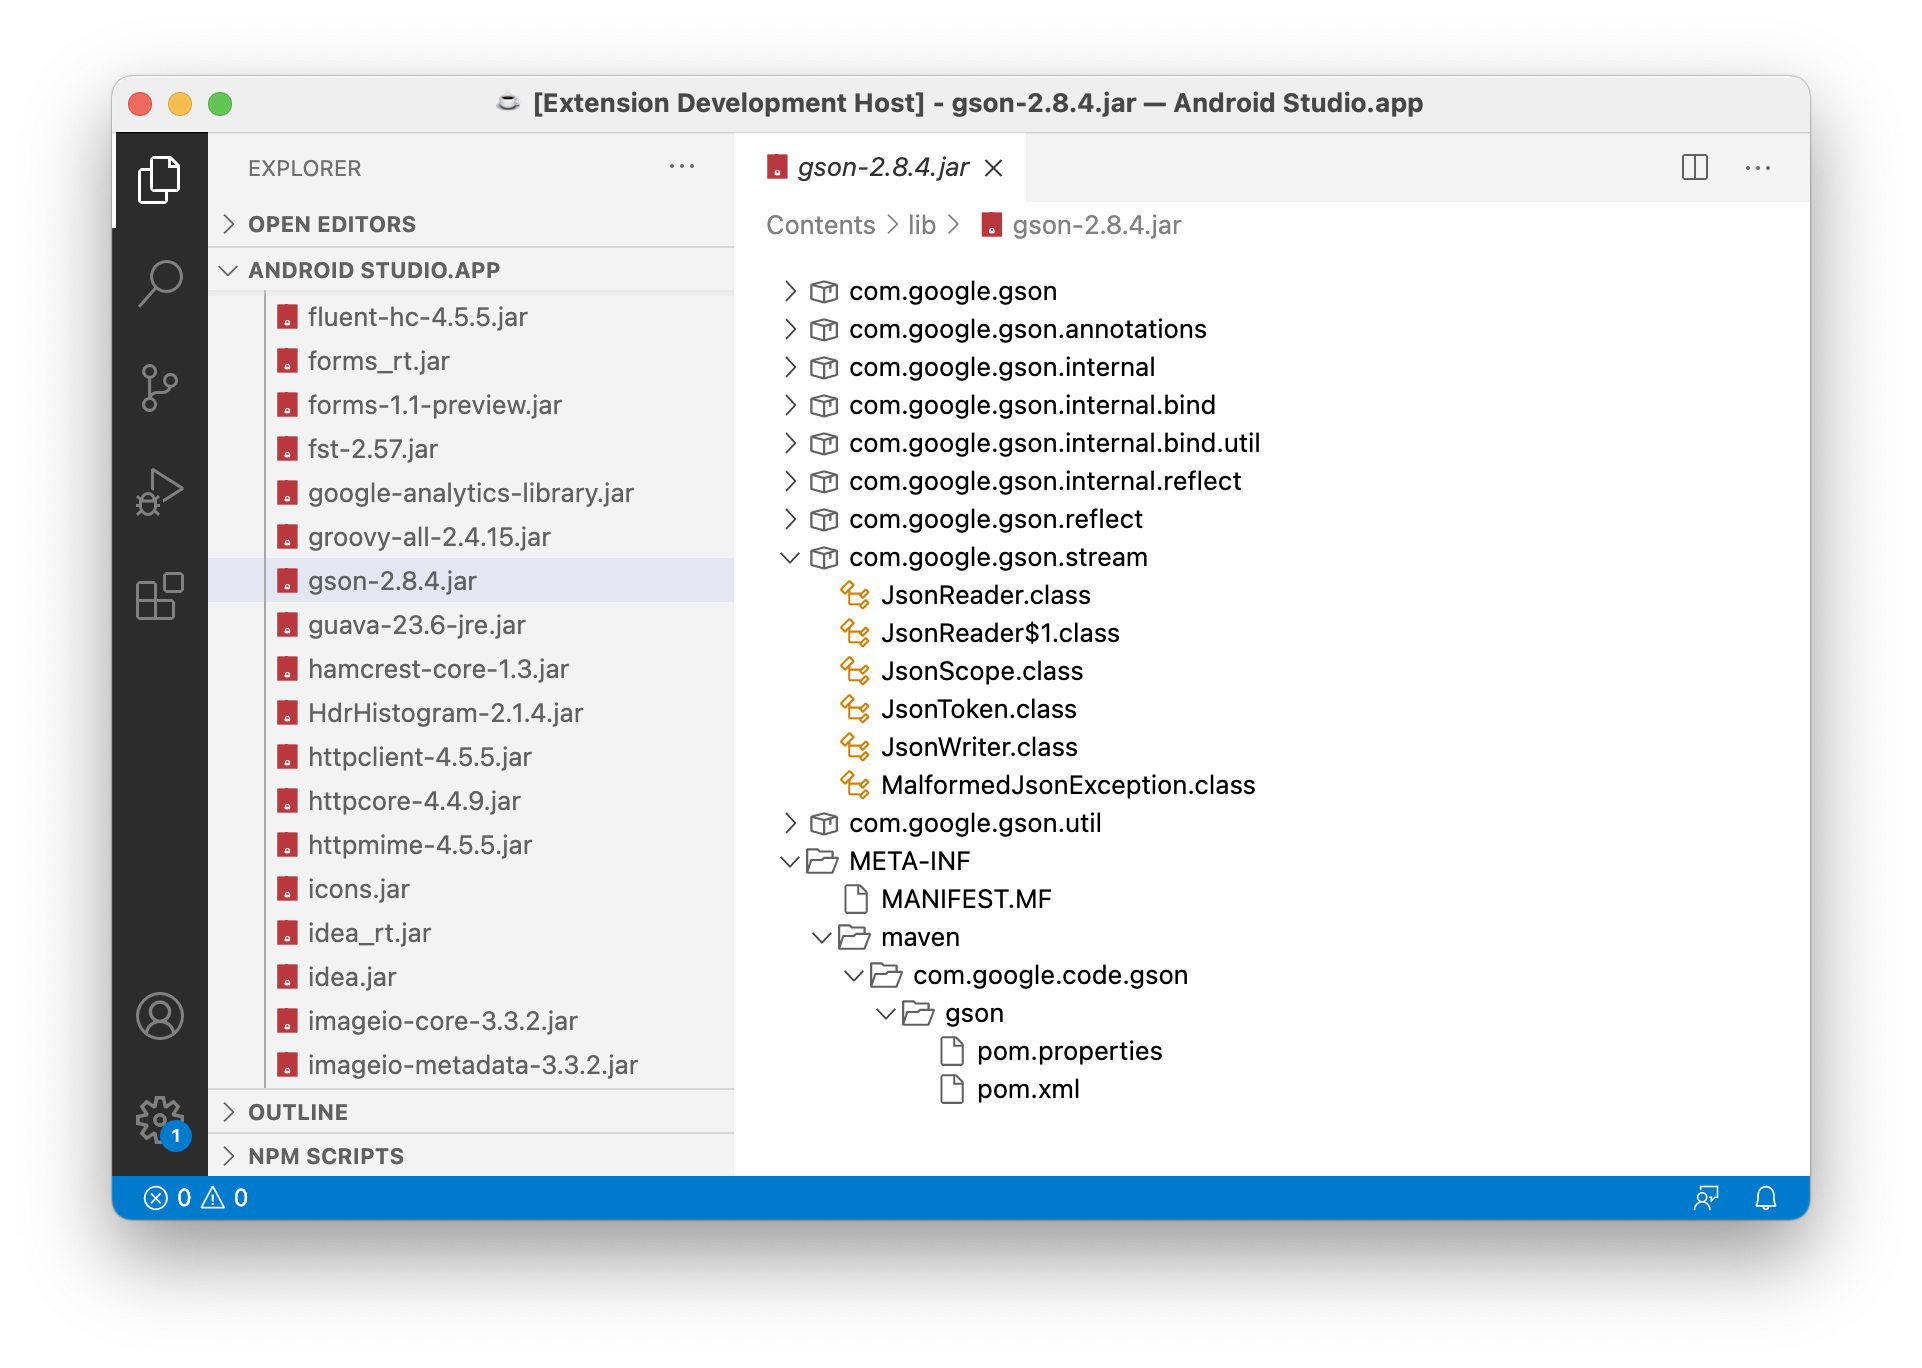 [Extension Development Host] - gson-2.8.4.jar — Android Studio.app
EXPLORER
OPEN EDITORS
ANDROID STUDIO.APP
fluent-hc-4.5.5.jar
forms_rt.jar
forms-1.1-preview.jar
fst-2.57.jar
google-analytics-library.jar
groovy-all-2.4.15.jar
gson-2.8.4.jar
guava-23.6-jre.jar
hamcrest-core-1.3.jar
HdrHistogram-2.1.4.jar
httpclient-4.5.5.jar
httpcore-4.4.9.jar
httpmime-4.5.5.jar
icons.jar
idea_rt.jar
idea.jar
imageio-core-3.3.2.jar
imageio-metadata-3.3.2.jar
OUTLINE
NPM SCRIPTS
1
gson-2.8.4.jar
Contents > lib > gson-2.8.4.jar
com.google.gson
com.google.gson.annotations
com.google.gson.internal
com.google.gson.internal.bind
com.google.gson.internal.bind.util
com.google.gson.internal.reflect
com.google.gson.reflect
com.google.gson.stream
JsonReader.class
JsonReader$1.class
JsonScope.class
JsonToken.class
JsonWriter.class
MalformedJsonException.class
com.google.gson.util
META-INF
MANIFEST.MF
maven
com.google.code.gson
gson
pom.properties
pom.xml
0 0